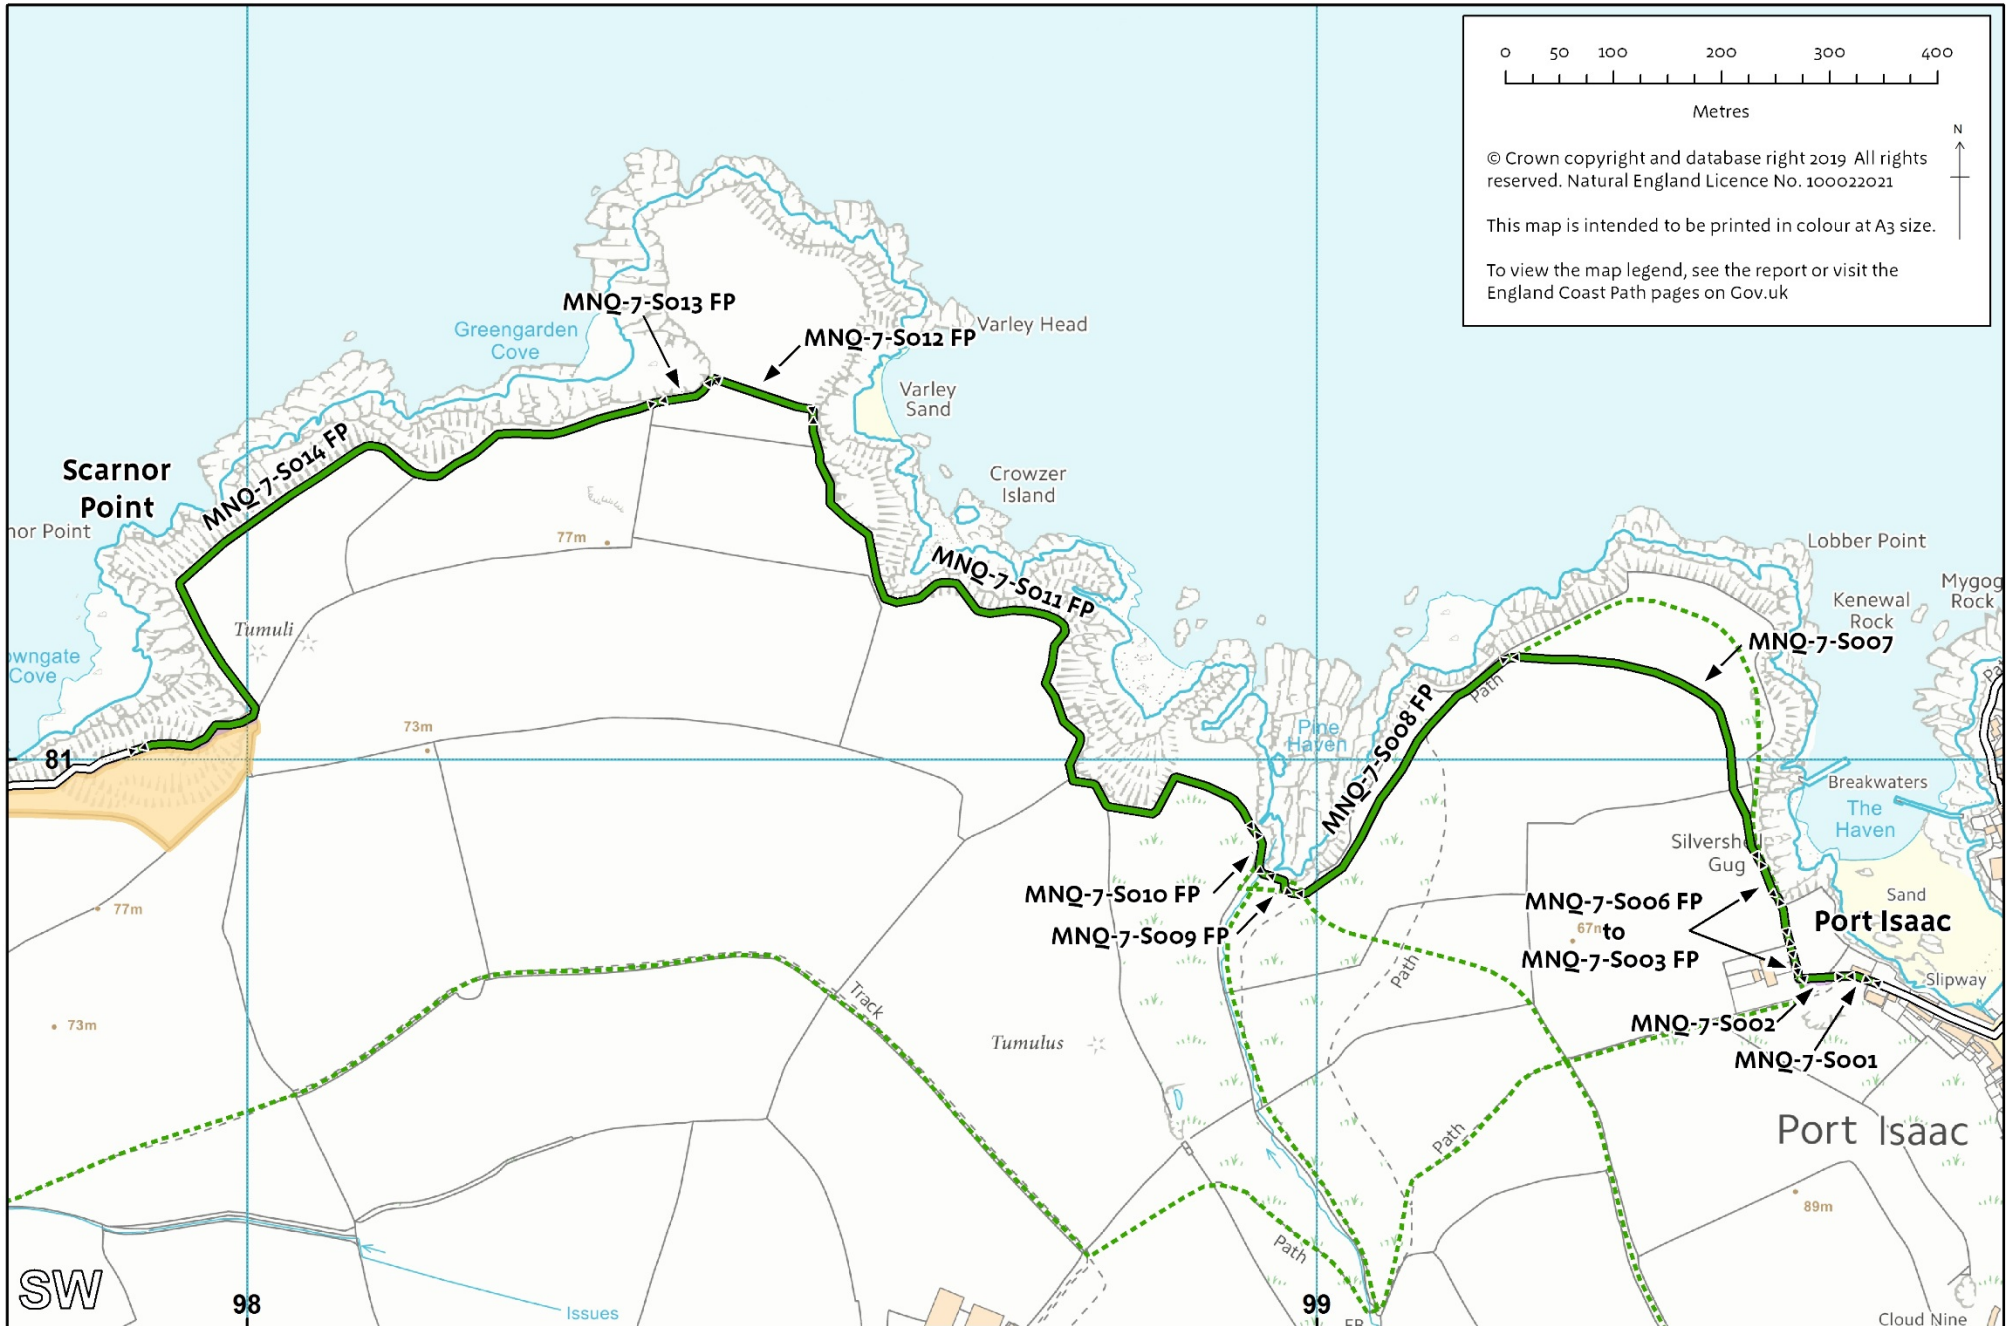 0 50 100 200 300 400
Metres
N
© Crown copyright and database right 2019 All rights
reserved. Natural England Licence No. 100022021
This map is intended to be printed in colour at A3 size.
To view the map legend, see the report or visit the
England Coast Path pages on Gov.uk
MNQ-7-S013 FP
Greengarden
Cove
MNQ-7-S012 FP
Varley Head
Varley
Sand
MNQ-7-S014 FP
Scarnor
Point
nor Point
Crowzer
Island
77m
MNQ-7-S011 FP
Lobber Point
Mygog
Rock
Kenewal
Rock
Tumuli
MNQ-7-S007
owngate
Cove
Path
MNQ-7-S008 FP
Pine
Haven
73m
81
Breakwaters
The
Haven
Silvershe
Gug
MNQ-7-S010 FP
MNQ-7-S009 FP
MNQ-7-S006 FP
to
MNQ-7-S003 FP
67m
Sand
Port Isaac
77m
Path
Slipway
Track
73m
Tumulus
MNQ-7-S002
MNQ-7-S001
Port Isaac
Path
89m
Path
SW
98
Issues
99
FB
Cloud Nine